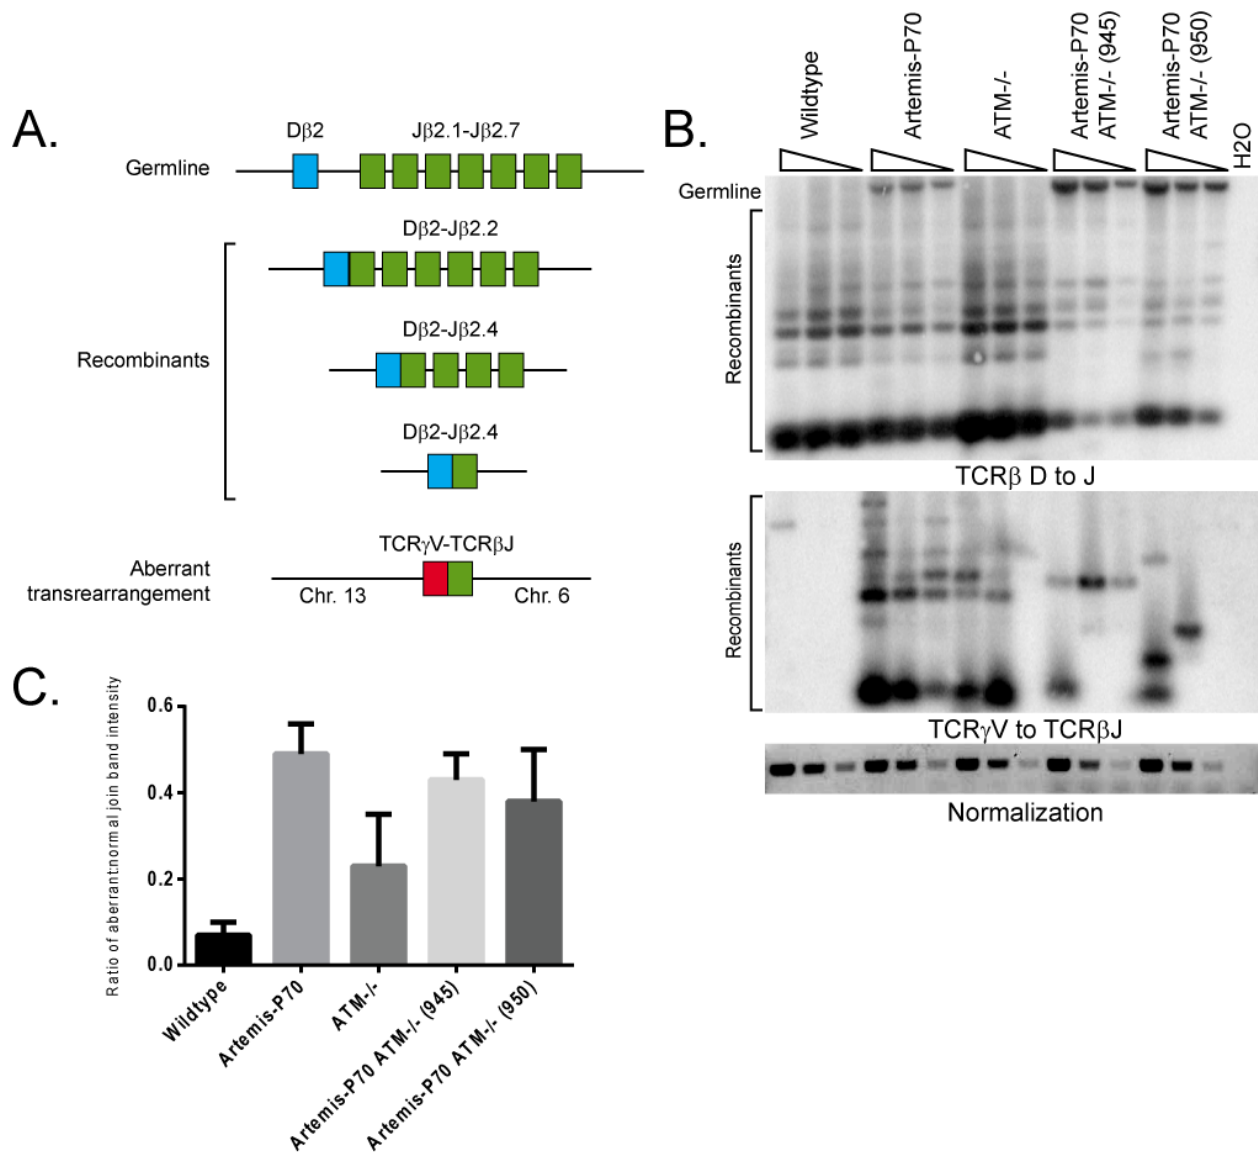 A.
Dβ2
Jβ2.1-Jβ2.7
Germline
Dβ2-Jβ2.2
Dβ2-Jβ2.4
Recombinants
Dβ2-Jβ2.4
TCRγV-TCRβJ
Aberrant
transrearrangement
Chr. 13
Chr. 6
B.
Wildtype
Artemis-P70
ATM-/-
Artemis-P70
ATM-/- (945)
Artemis-P70
ATM-/- (950)
H2O
Germline
Recombinants
TCRβ D to J
Recombinants
TCRγV to TCRβJ
Normalization
C.
Ratio of aberrant:normal join band intensity
0.6
0.4
0.2
0.0
Wildtype
Artemis-P70
ATM-/-
Artemis-P70 ATM-/- (945)
Artemis-P70 ATM-/- (950)